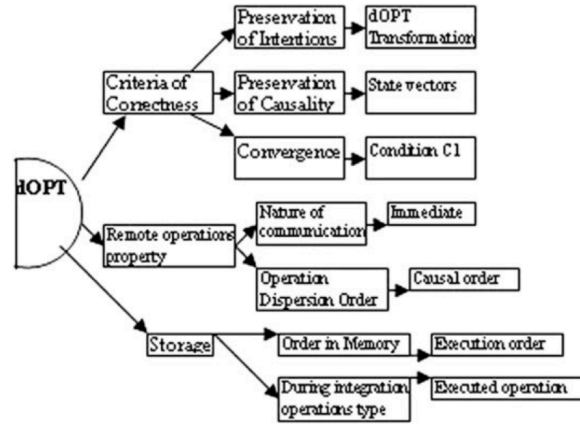 Preservation
of Intentions
dOPT
Transformation
Criteria of
Correctness
Preservation
of Causality
State vectors
Convergence
Condition C1
dOPT
Remote operations
property
Nature of
communication
Immediate
Operation
Dispersion Order
Causal order
Storage
Order in Memory
Execution order
During integration
operations type
Executed operation